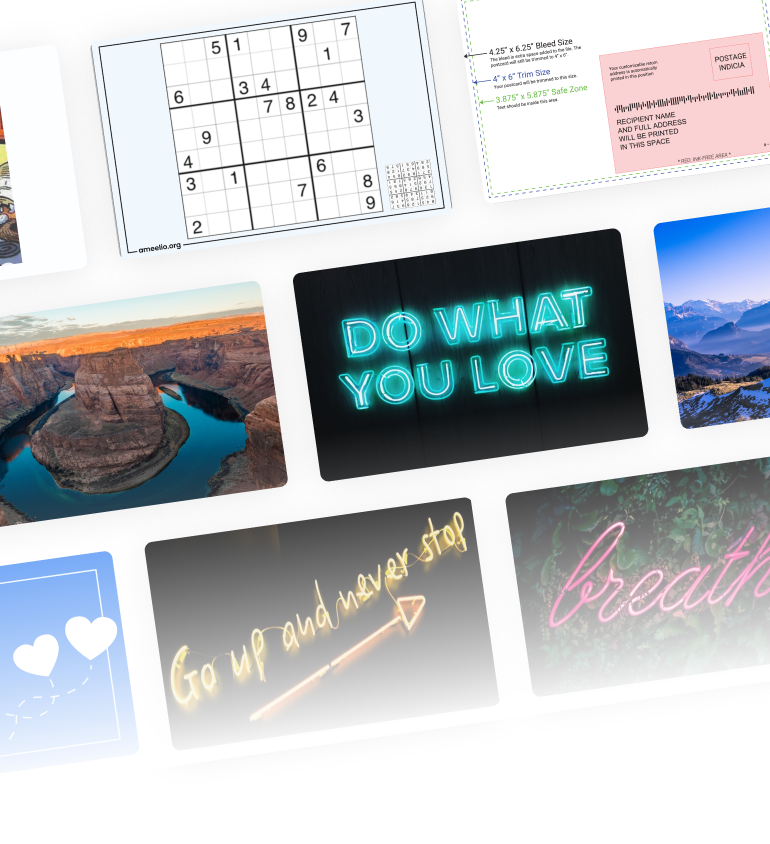 5 1 9 7
1
6 3 4
7 8 2 4
9 3
4
3 1 6
7 8
2 9
ameelio.org
4.25" x 6.25" Bleed Size
The bleed is extra space added to the file. The
postcard will still be trimmed to 4" x 6".
4" x 6" Trim Size
Your postcard will be trimmed to this size.
3.875" x 5.875" Safe Zone
Text should be inside this area.
Your customizable return
address is automatically
printed in this position
POSTAGE
INDICIA
RECIPIENT NAME
AND FULL ADDRESS
WILL BE PRINTED
IN THIS SPACE
* RED: INK-FREE AREA *
DO WHAT
YOU LOVE
Go up and never stop
breath